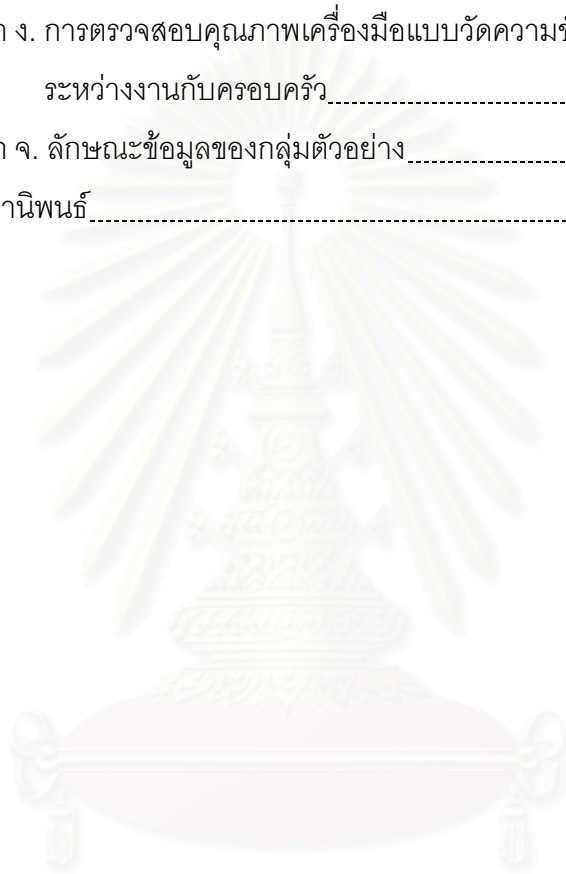 ง. การตรวจสอบคุณภาพเครื่องมือแบบวัดความ
ระหว่างงานกับครอบครัว
จ. ลักษณะข้อมูลของกลุ่มตัวอย่าง
านิพนธ์